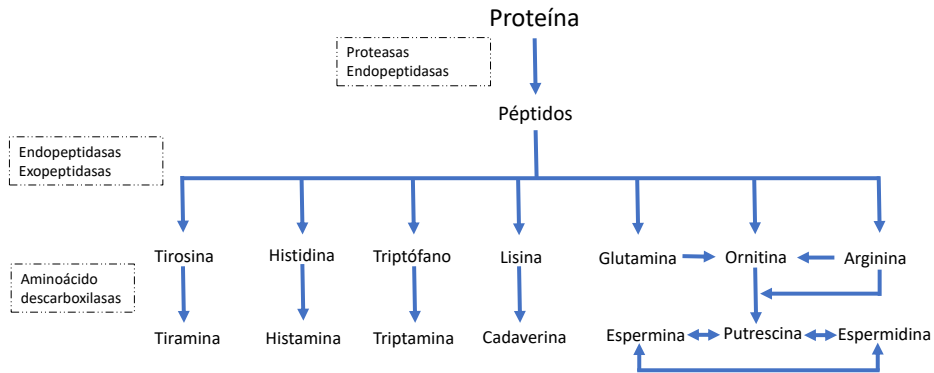 Proteína
Proteasas
Endopeptidasas
Péptidos
Endopeptidasas
Exopeptidasas
Tirosina
Histidina
Triptófano
Lisina
Glutamina
Ornitina
Arginina
Aminoácido
descarboxilasas
Tiramina
Histamina
Triptamina
Cadaverina
Espermina
Putrescina
Espermidina